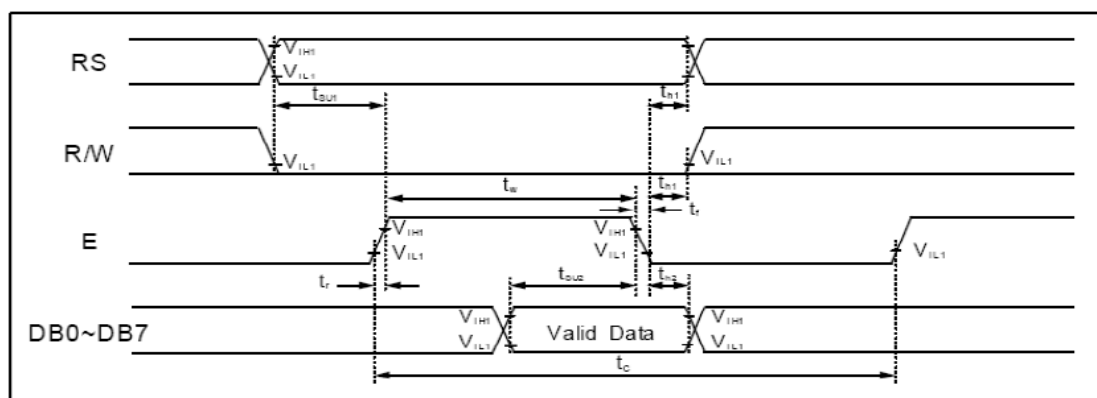 RS VIH1 VIL1 tSU1 th1
R/W VIL1 tw th1 VIL1 tf
E VIH1 VIL1 VIH1 VIL1 VIL1
tr tSU2 th2
DB0~DB7 VIH1 VIL1 Valid Data VIH1 VIL1
tC